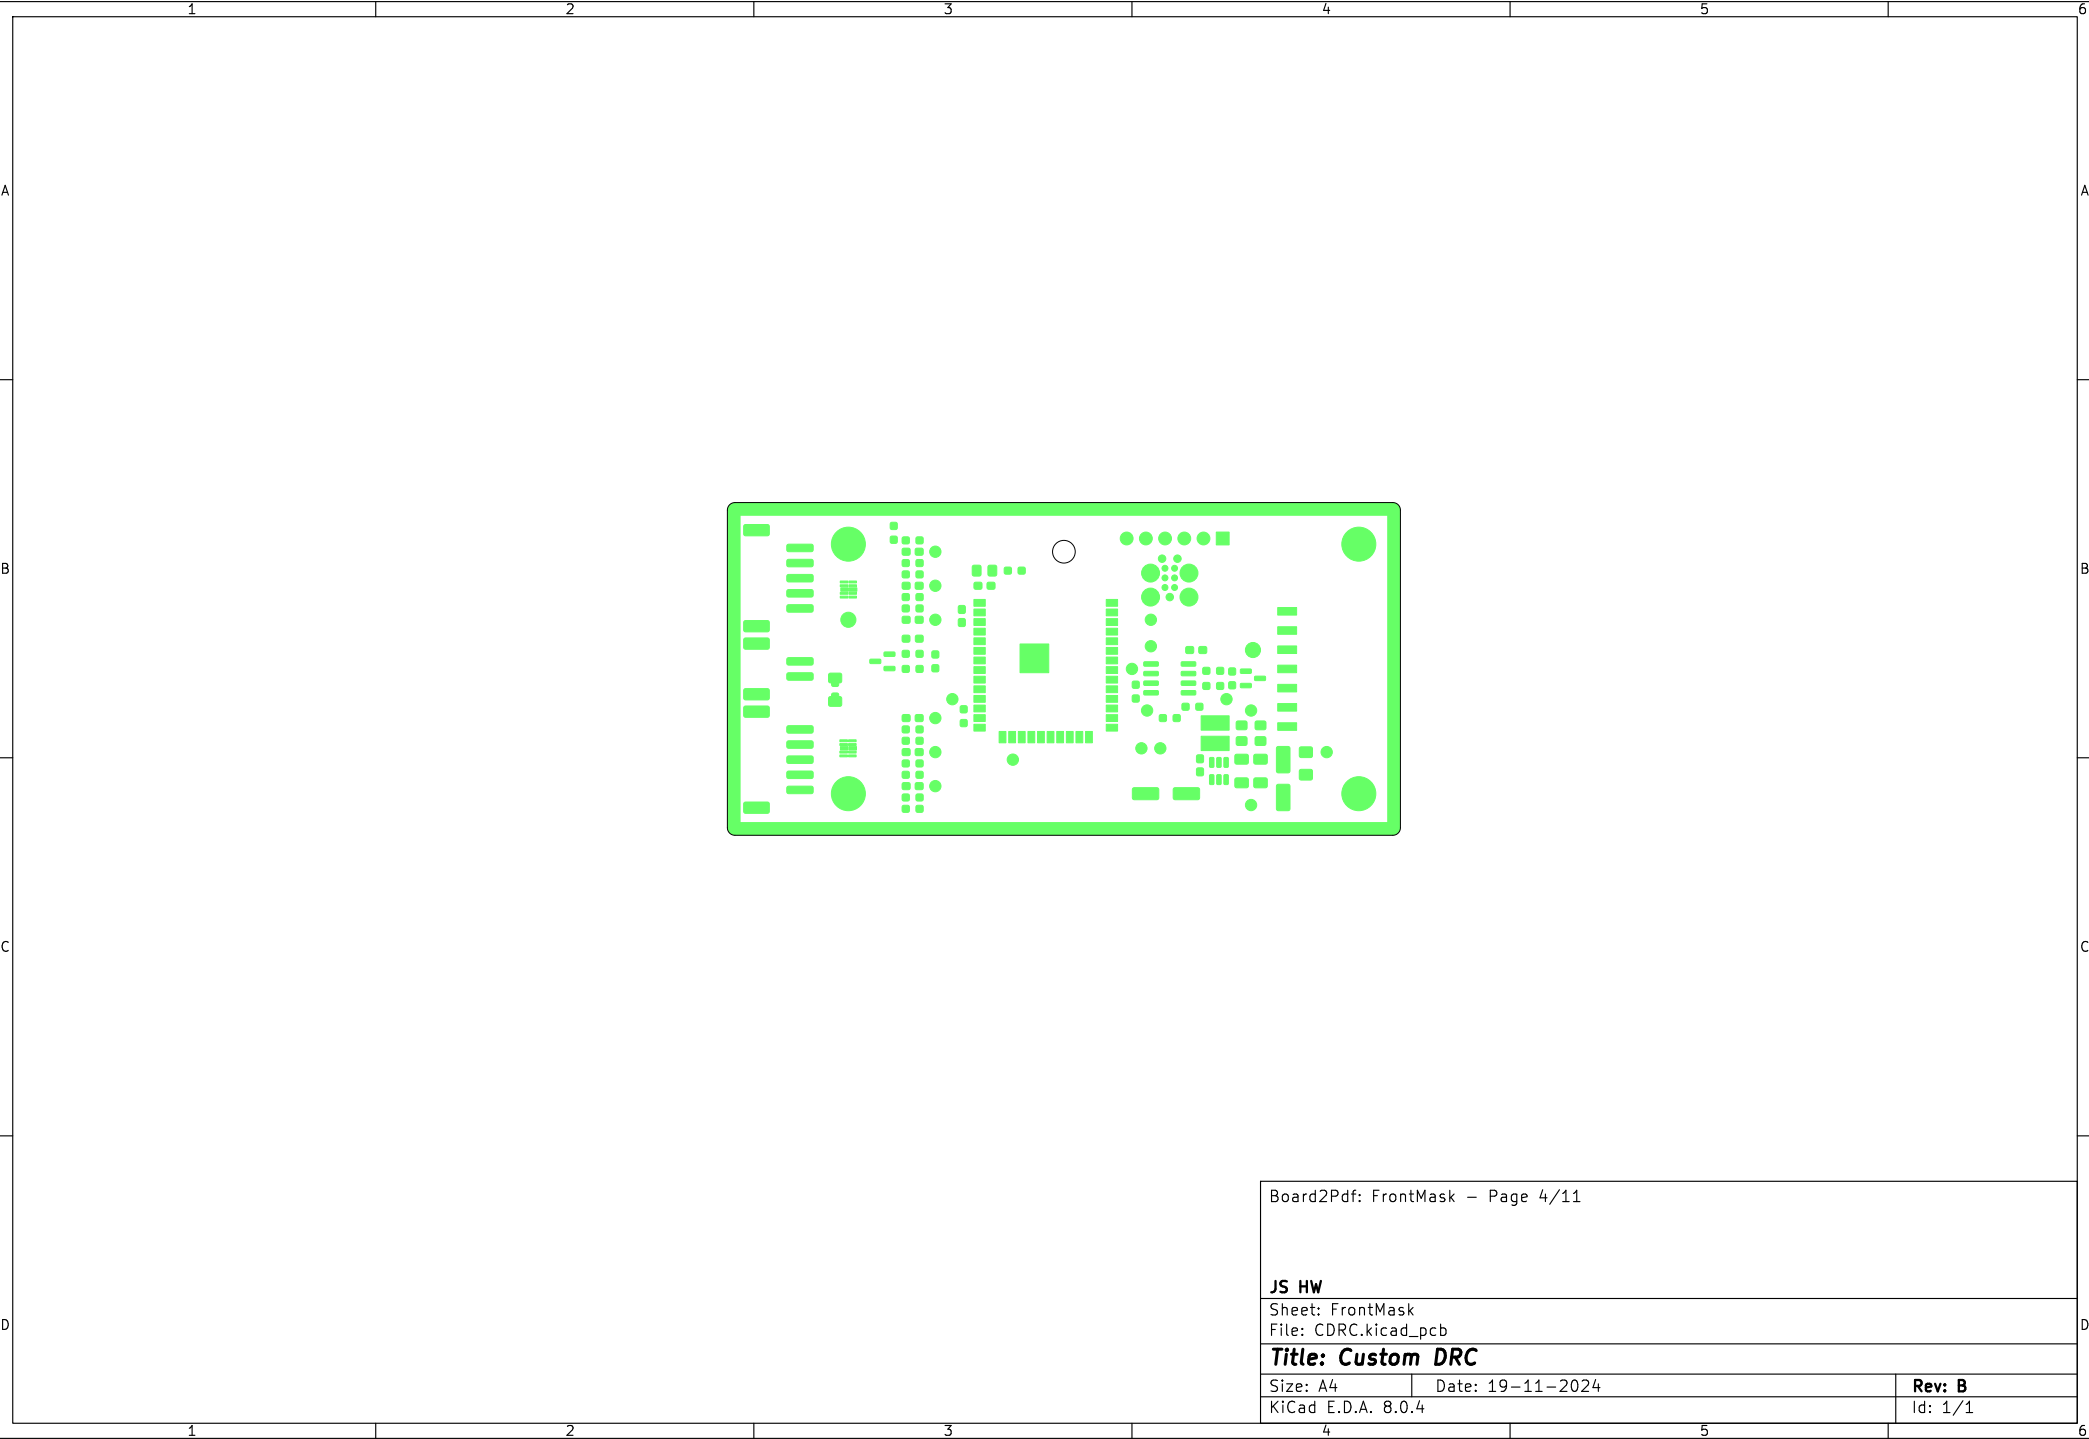 1 2 3 4 5 6
A A
B B
C C
D D
Board2Pdf: FrontMask - Page 4/11
JS HW
Sheet: FrontMask
File: CDRC.kicad_pcb
Title: Custom DRC
Size: A4 Date: 19-11-2024 Rev: B
KiCad E.D.A. 8.0.4 Id: 1/1
1 2 3 4 5 6